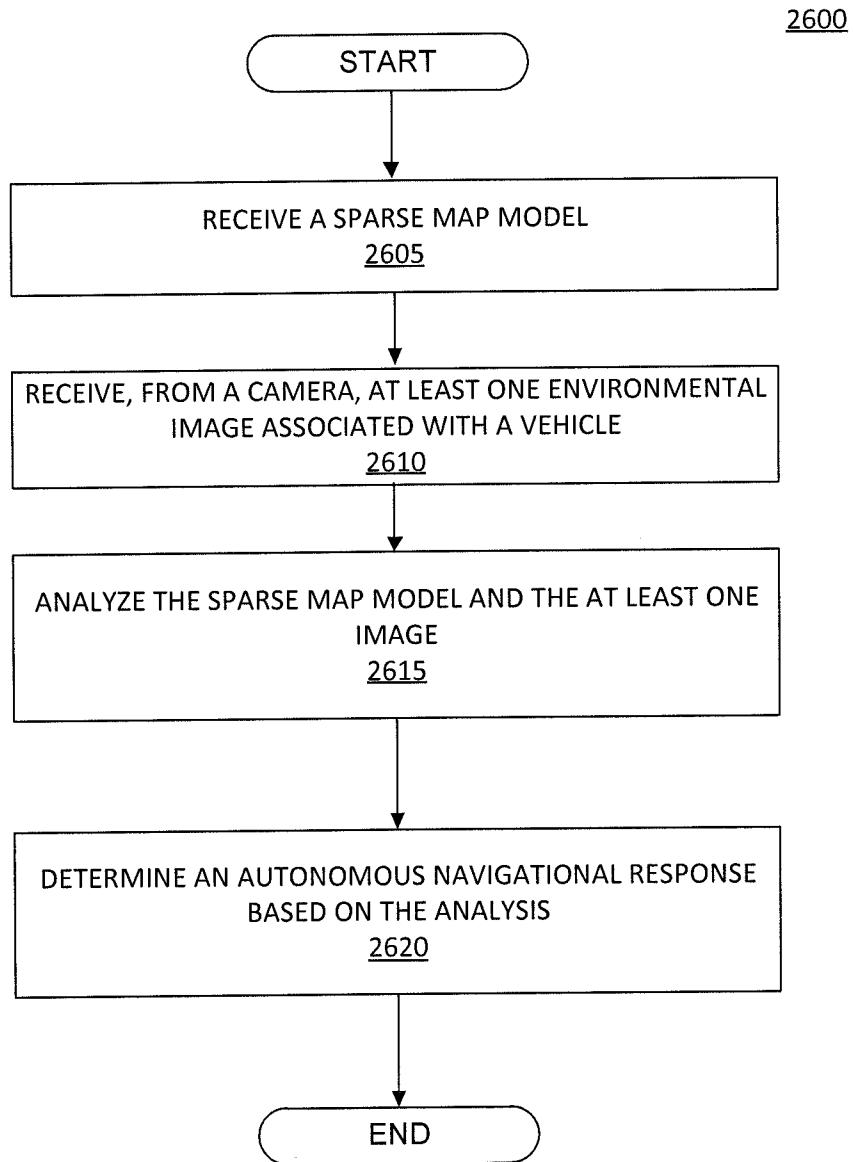 2600
START
RECEIVE A SPARSE MAP MODEL
2605
RECEIVE, FROM A CAMERA, AT LEAST ONE ENVIRONMENTAL
IMAGE ASSOCIATED WITH A VEHICLE
2610
ANALYZE THE SPARSE MAP MODEL AND THE AT LEAST ONE
IMAGE
2615
DETERMINE AN AUTONOMOUS NAVIGATIONAL RESPONSE
BASED ON THE ANALYSIS
2620
END